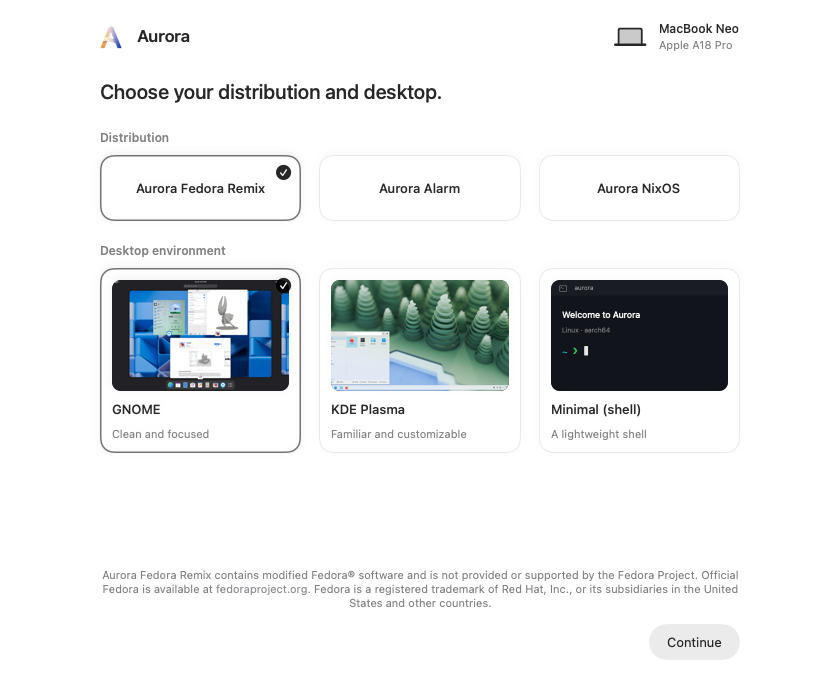 Aurora
MacBook Neo
Apple A18 Pro
Choose your distribution and desktop.
Distribution
Aurora Fedora Remix
Aurora Alarm
Aurora NixOS
Desktop environment
aurora
Welcome to Aurora
Linux · aarch64
~ ❯
GNOME
Clean and focused
KDE Plasma
Familiar and customizable
Minimal (shell)
A lightweight shell
Aurora Fedora Remix contains modified Fedora® software and is not provided or supported by the Fedora Project. Official
Fedora is available at fedoraproject.org. Fedora is a registered trademark of Red Hat, Inc., or its subsidiaries in the United
States and other countries.
Continue